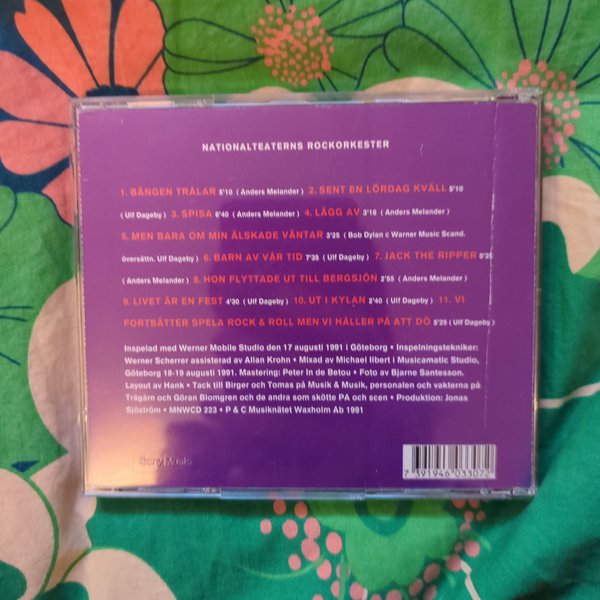 NATIONALTEATERNS ROCKORKESTER
1. BÄNGEN TRÅLAR 5'10 ( Anders Melander ) 2. SENT EN LÖRDAG KVÄLL 5'10
( Ulf Dageby ) 3. SPISA 6'40 ( Anders Melander ) 4. LÄGG AV 3'16 ( Anders Melander )
5. MEN BARA OM MIN ÄLSKADE VÄNTAR 3'25 ( Bob Dylan c Warner Music Scand.
översättn. Ulf Dageby ) 6. BARN AV VÅR TID 7'35 ( Ulf Dageby ) 7. JACK THE RIPPER 5'25
( Anders Melander ) 8. HON FLYTTADE UT TILL BERGSJÖN 2'55 ( Anders Melander )
9. LIVET ÄR EN FEST 4'30 ( Ulf Dageby ) 10. UT I KYLAN 2'40 ( Ulf Dageby ) 11. VI
FORTSÄTTER SPELA ROCK & ROLL MEN VI HÅLLER PÅ ATT DÖ 5'25 ( Ulf Dageby )
Inspelad med Werner Mobile Studio den 17 augusti 1991 i Göteborg • Inspelningstekniker:
Werner Scherrer assisterad av Allan Krohn • Mixad av Michael Ilbert i Musicamatic Studio,
Göteborg 18-19 augusti 1991. Mastering: Peter In de Betou • Foto av Bjarne Santesson.
Layout av Hank • Tack till Birger och Tomas på Musik & Musik, personalen och vakterna på
Trägårn och Göran Blomgren och de andra som skötte PA och scen • Produktion: Jonas
Sjöström • MNWCD 223 • P & C Musiknätet Waxholm Ab 1991
Sony Music
7 391946 033072